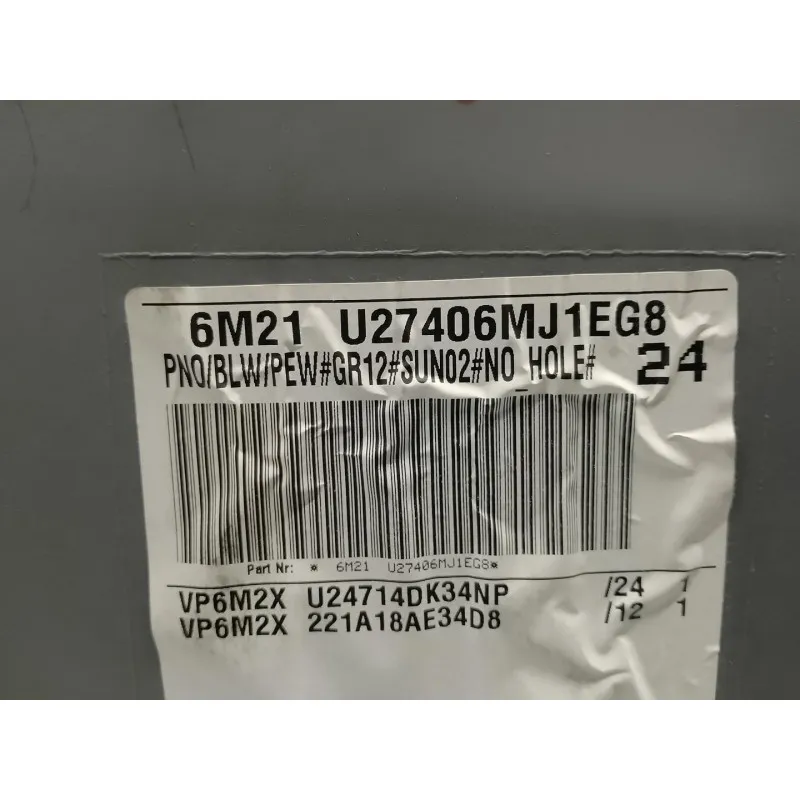 6M21 U27406MJ1EG8
PNO/BLW/PEW#GR12#SUN02#NO_HOLE# 24
Part Nr: * 6M21 U27406MJ1EG8*
VP6M2X U24714DK34NP /24 1
VP6M2X 221A18AE34D8 /12 1